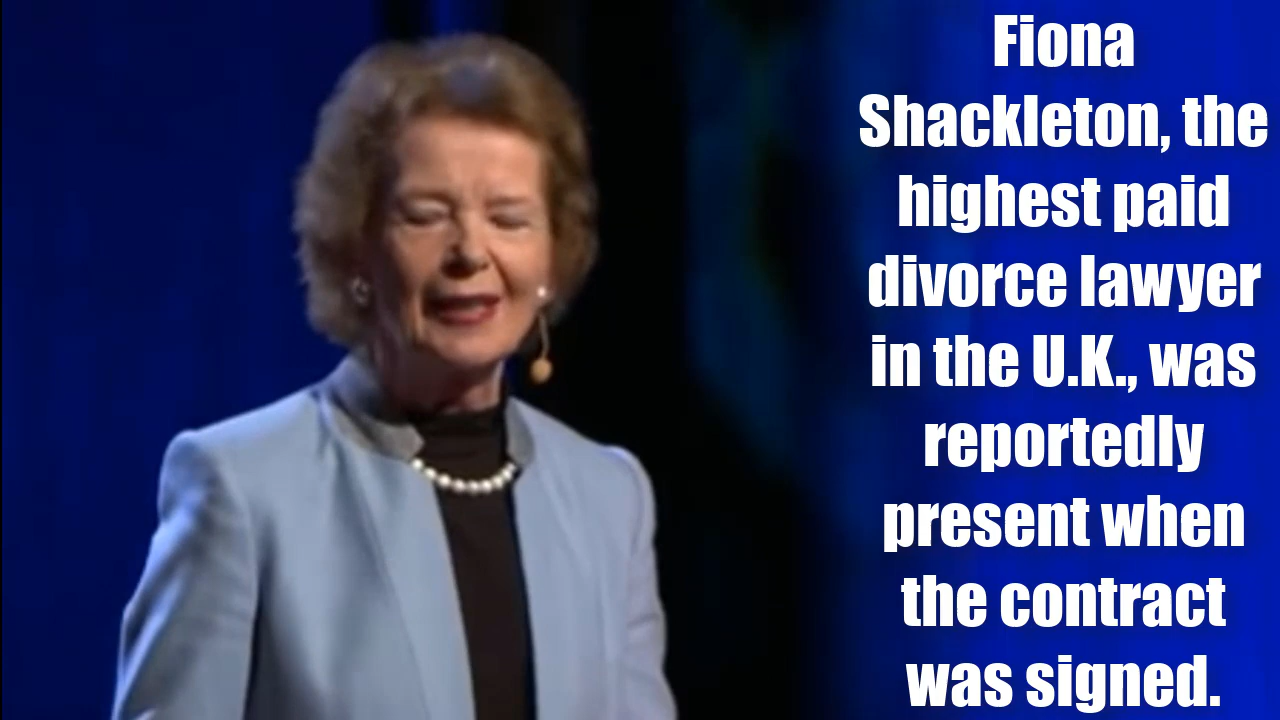 Fiona
Shackleton, the
highest paid
divorce lawyer
in the U.K., was
reportedly
present when
the contract
was signed.